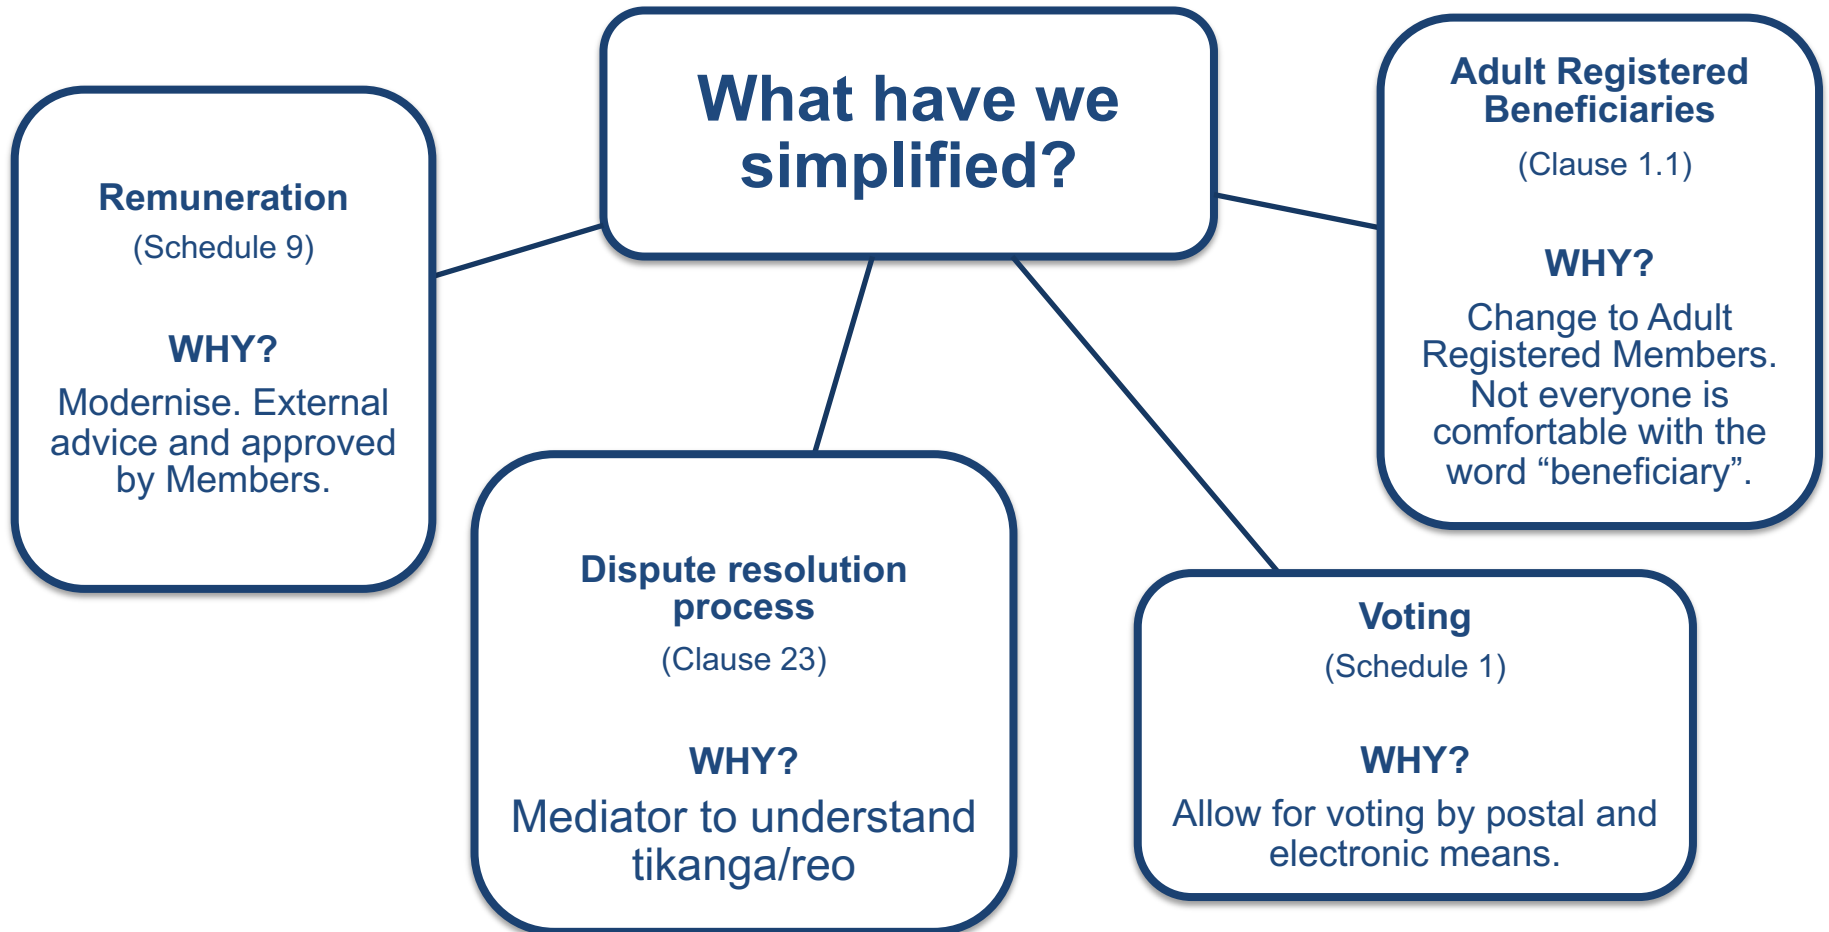 What have we
simplified?
Remuneration
(Schedule 9)
WHY?
Modernise. External
advice and approved
by Members.
Dispute resolution
process
(Clause 23)
WHY?
Mediator to understand
tikanga/reo
Voting
(Schedule 1)
WHY?
Allow for voting by postal and
electronic means.
Adult Registered
Beneficiaries
(Clause 1.1)
WHY?
Change to Adult
Registered Members.
Not everyone is
comfortable with the
word “beneficiary”.